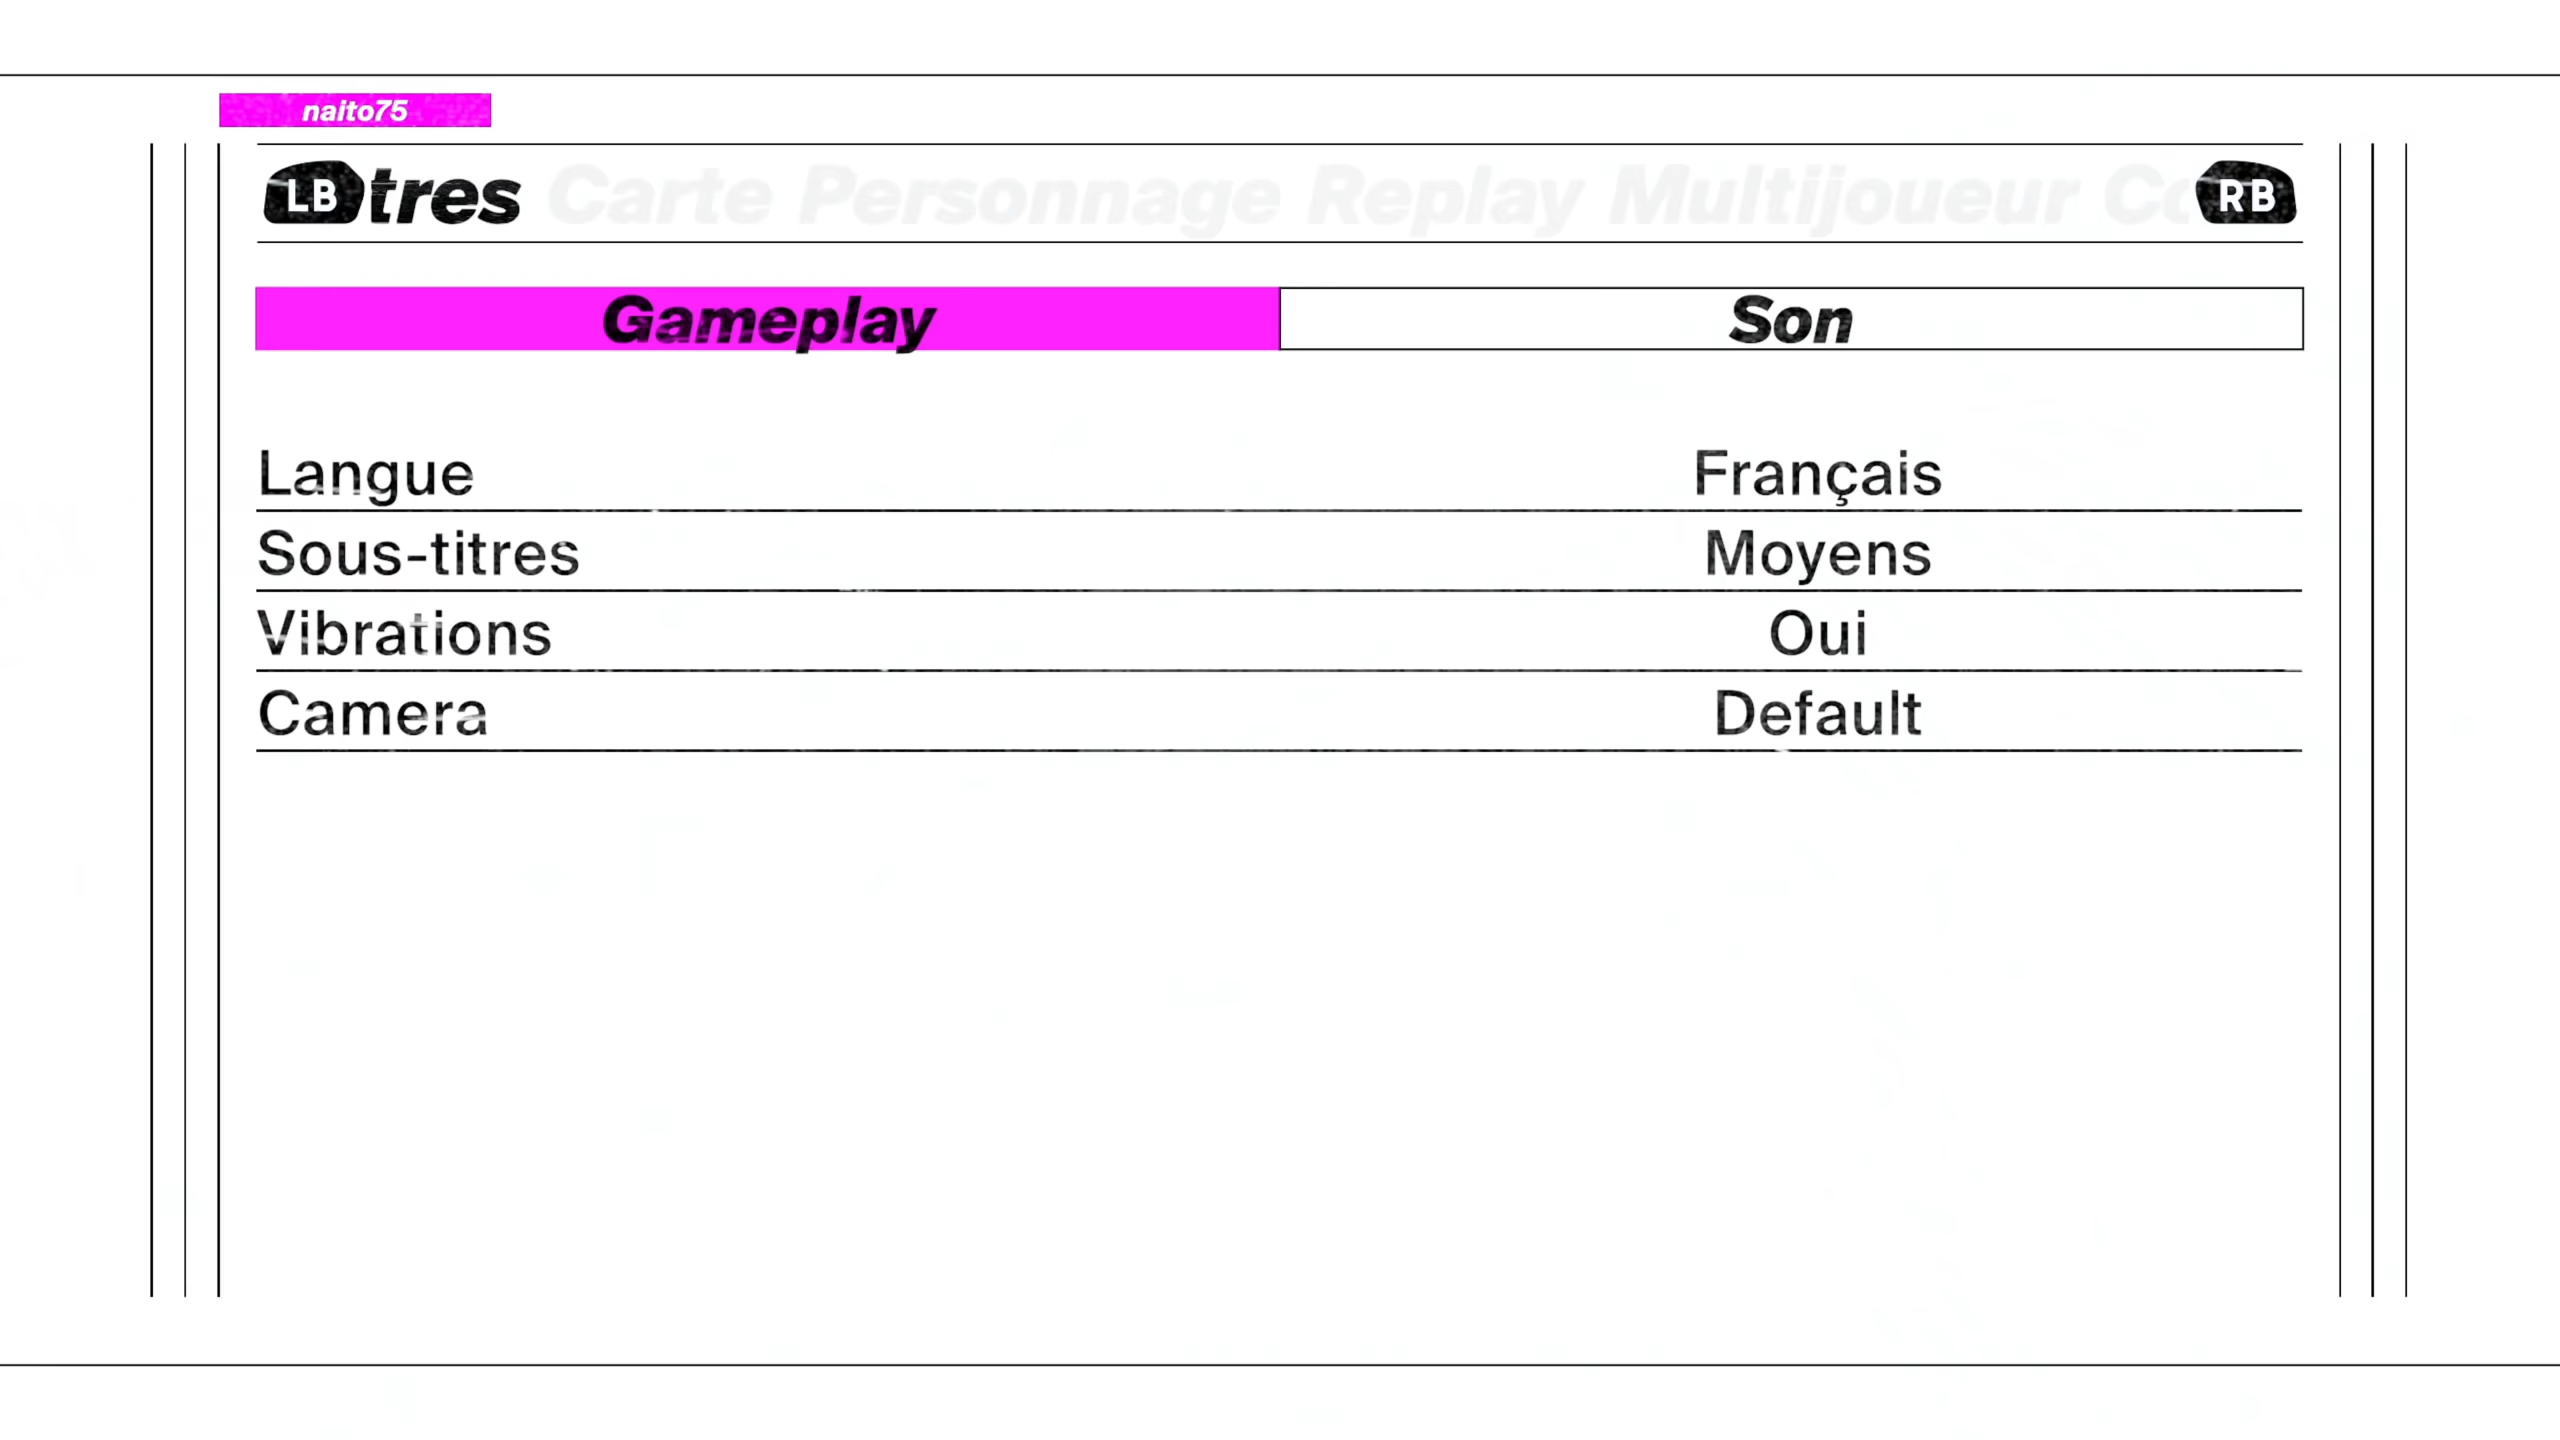 naito75
LB tres Carte Personnage Replay Multijoueur Co RB
Gameplay Son
Langue Français
Sous-titres Moyens
Vibrations Oui
Camera Default